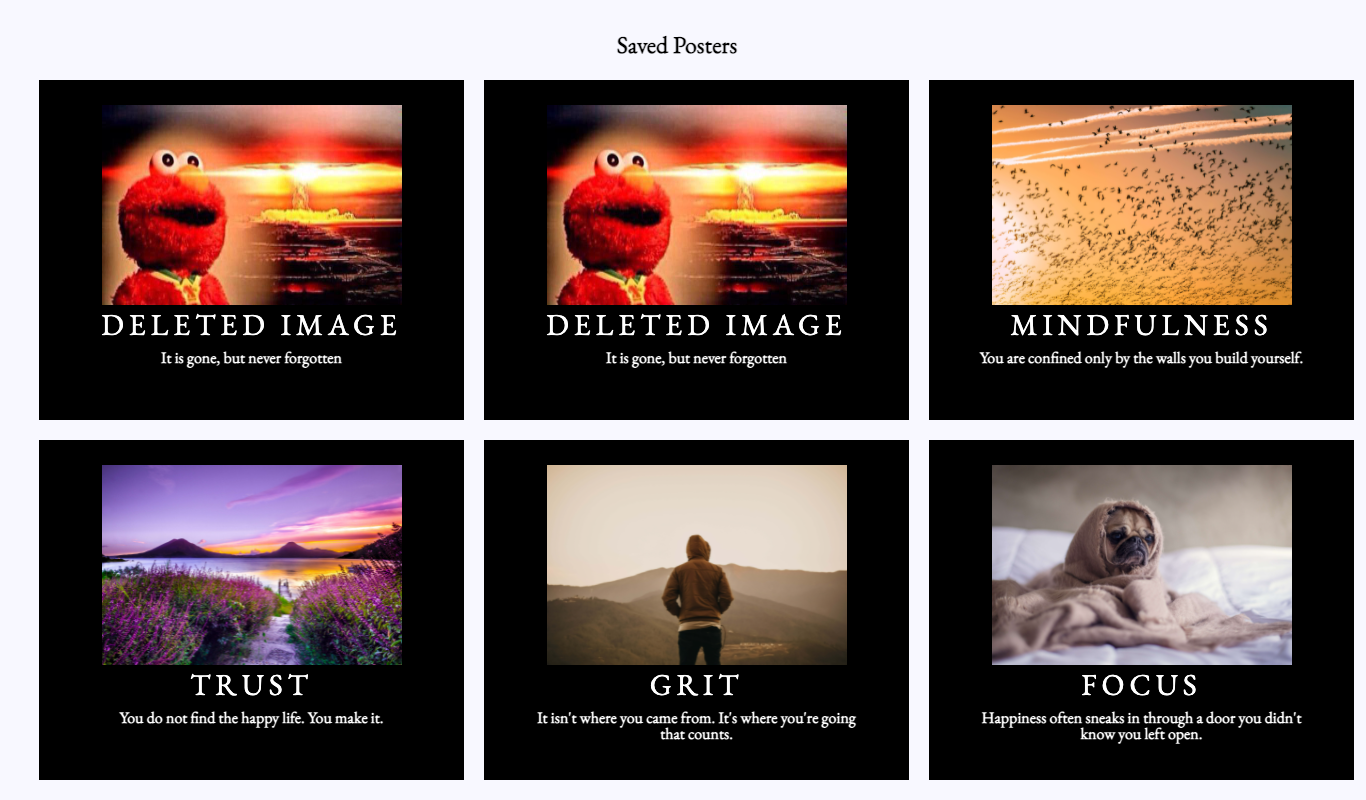 Saved Posters
DELETED IMAGE
It is gone, but never forgotten
DELETED IMAGE
It is gone, but never forgotten
MINDFULNESS
You are confined only by the walls you build yourself.
TRUST
You do not find the happy life. You make it.
GRIT
It isn't where you came from. It's where you're going
that counts.
FOCUS
Happiness often sneaks in through a door you didn't
know you left open.